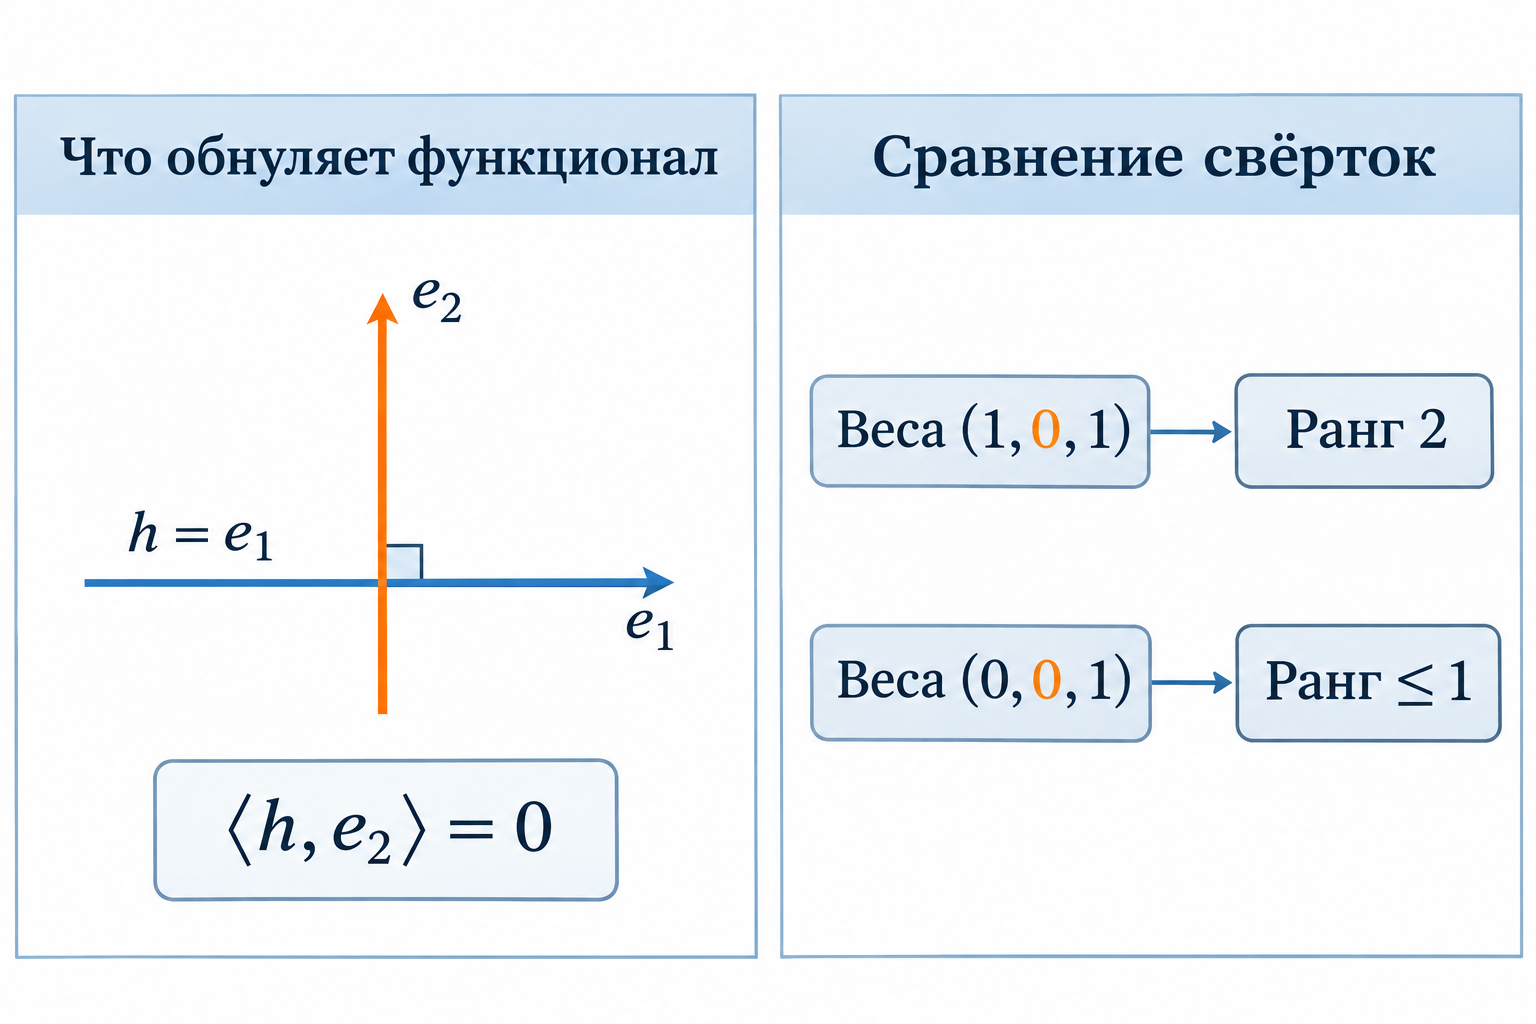 Что обнуляет функционал
e₂
h = e₁
e₁
⟨h, e₂⟩ = 0
Сравнение свёрток
Веса (1, 0, 1)
Ранг 2
Веса (0, 0, 1)
Ранг ≤ 1